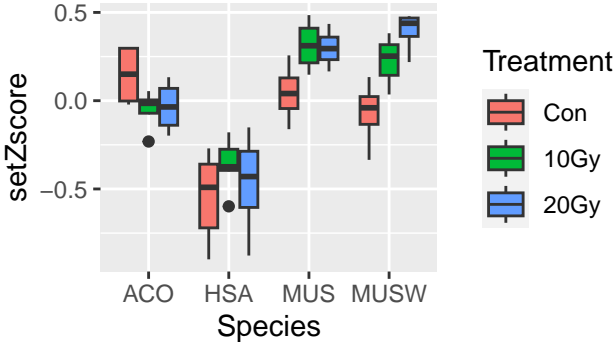 setZscore
0.5
0.0
−0.5
ACO HSA MUS MUSW
Species
Treatment
Con
10Gy
20Gy